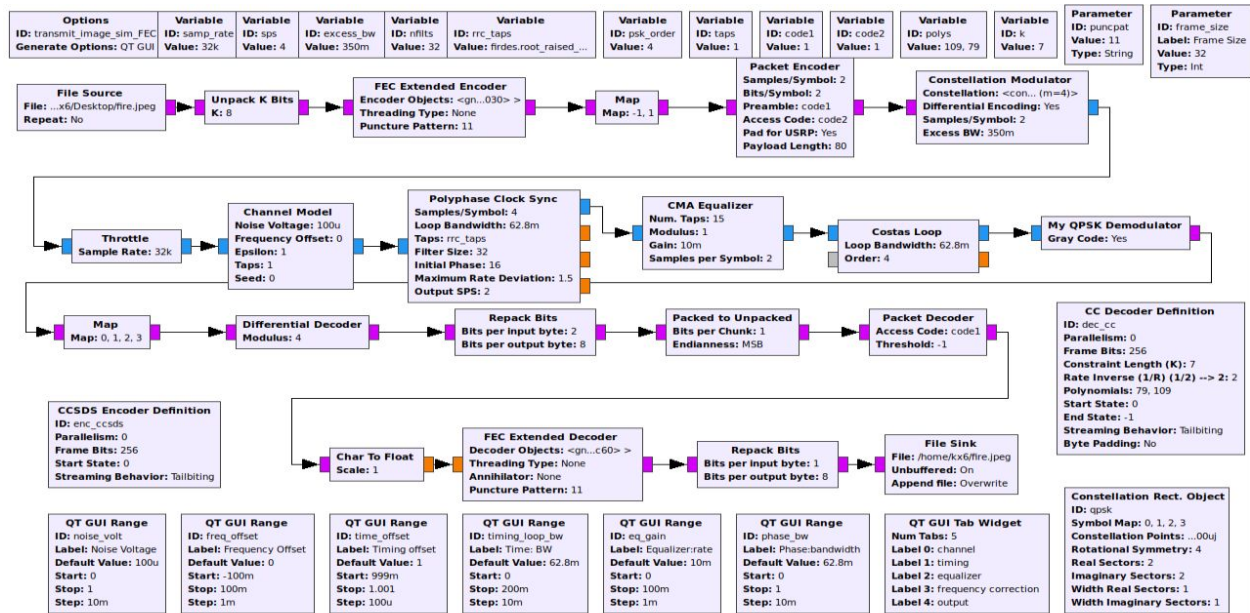 Options
ID: transmit_image_sim_FEC
Generate Options: QT GUI
Variable
ID: samp_rate
Value: 32k
Variable
ID: sps
Value: 4
Variable
ID: excess_bw
Value: 350m
Variable
ID: nfilts
Value: 32
Variable
ID: rrc_taps
Value: firdes.root_raised_...
Variable
ID: psk_order
Value: 4
Variable
ID: taps
Value: 1
Variable
ID: code1
Value: 1
Variable
ID: code2
Value: 1
Variable
ID: polys
Value: 109, 79
Variable
ID: k
Value: 7
Parameter
ID: puncpat
Value: 11
Type: String
Parameter
ID: frame_size
Label: Frame Size
Value: 32
Type: Int
File Source
File: ...x6/Desktop/fire.jpeg
Repeat: No
Unpack K Bits
K: 8
FEC Extended Encoder
Encoder Objects: <gn...030> >
Threading Type: None
Puncture Pattern: 11
Map
Map: -1, 1
Packet Encoder
Samples/Symbol: 2
Bits/Symbol: 2
Preamble: code1
Access Code: code2
Pad for USRP: Yes
Payload Length: 80
Constellation Modulator
Constellation: <con... (m=4)>
Differential Encoding: Yes
Samples/Symbol: 2
Excess BW: 350m
Throttle
Sample Rate: 32k
Channel Model
Noise Voltage: 100u
Frequency Offset: 0
Epsilon: 1
Taps: 1
Seed: 0
Polyphase Clock Sync
Samples/Symbol: 4
Loop Bandwidth: 62.8m
Taps: rrc_taps
Filter Size: 32
Initial Phase: 16
Maximum Rate Deviation: 1.5
Output SPS: 2
CMA Equalizer
Num. Taps: 15
Modulus: 1
Gain: 10m
Samples per Symbol: 2
Costas Loop
Loop Bandwidth: 62.8m
Order: 4
My QPSK Demodulator
Gray Code: Yes
Map
Map: 0, 1, 2, 3
Differential Decoder
Modulus: 4
Repack Bits
Bits per input byte: 2
Bits per output byte: 8
Packed to Unpacked
Bits per Chunk: 1
Endianness: MSB
Packet Decoder
Access Code: code1
Threshold: -1
CC Decoder Definition
ID: dec_cc
Parallelism: 0
Frame Bits: 256
Constraint Length (K): 7
Rate Inverse (1/R) (1/2) --> 2: 2
Polynomials: 79, 109
Start State: 0
End State: -1
Streaming Behavior: Tailbiting
Byte Padding: No
CCSDS Encoder Definition
ID: enc_ccsds
Parallelism: 0
Frame Bits: 256
Start State: 0
Streaming Behavior: Tailbiting
Char To Float
Scale: 1
FEC Extended Decoder
Decoder Objects: <gn...c60> >
Threading Type: None
Annihilator: None
Puncture Pattern: 11
Repack Bits
Bits per input byte: 1
Bits per output byte: 8
File Sink
File: /home/kx6/fire.jpeg
Unbuffered: On
Append file: Overwrite
QT GUI Range
ID: noise_volt
Label: Noise Voltage
Default Value: 100u
Start: 0
Stop: 1
Step: 10m
QT GUI Range
ID: freq_offset
Label: Frequency Offset
Default Value: 0
Start: -100m
Stop: 100m
Step: 1m
QT GUI Range
ID: time_offset
Label: Timing offset
Default Value: 1
Start: 999m
Stop: 1.001
Step: 100u
QT GUI Range
ID: timing_loop_bw
Label: Time: BW
Default Value: 62.8m
Start: 0
Stop: 200m
Step: 10m
QT GUI Range
ID: eq_gain
Label: Equalizer:rate
Default Value: 10m
Start: 0
Stop: 100m
Step: 1m
QT GUI Range
ID: phase_bw
Label: Phase:bandwidth
Default Value: 62.8m
Start: 0
Stop: 1
Step: 10m
QT GUI Tab Widget
Num Tabs: 5
Label 0: channel
Label 1: timing
Label 2: equalizer
Label 3: frequency correction
Label 4: output
Constellation Rect. Object
ID: qpsk
Symbol Map: 0, 1, 2, 3
Constellation Points: ...00uj
Rotational Symmetry: 4
Real Sectors: 2
Imaginary Sectors: 2
Width Real Sectors: 1
Width Imaginary Sectors: 1